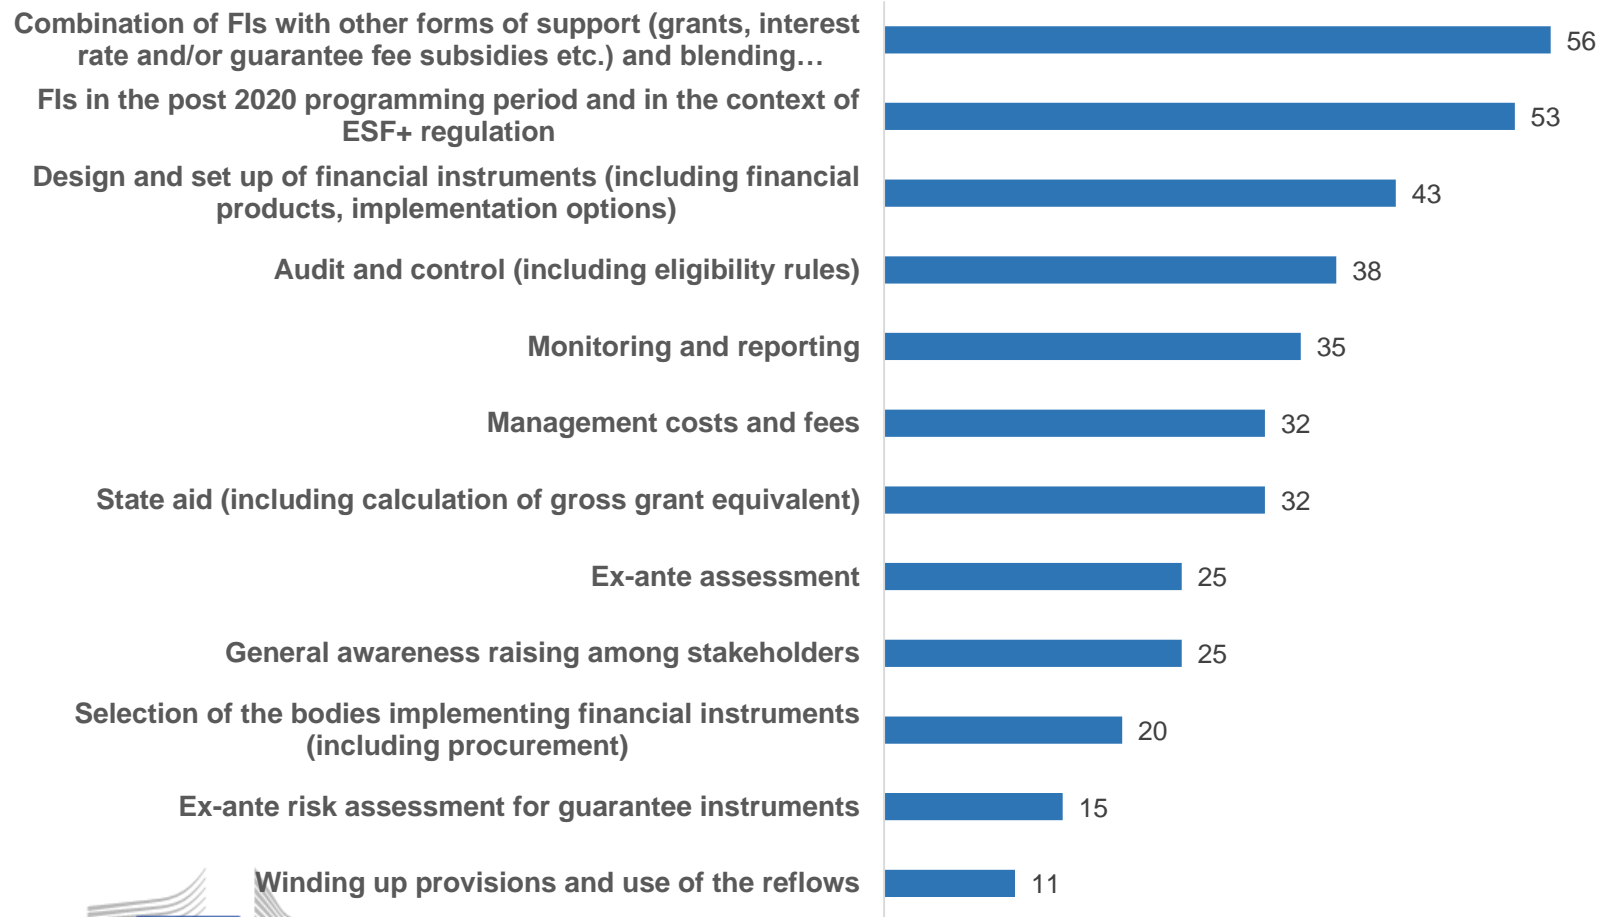 Combination of FIs with other forms of support (grants, interest
rate and/or guarantee fee subsidies etc.) and blending…
56
FIs in the post 2020 programming period and in the context of
ESF+ regulation
53
Design and set up of financial instruments (including financial
products, implementation options)
43
Audit and control (including eligibility rules)
38
Monitoring and reporting
35
Management costs and fees
32
State aid (including calculation of gross grant equivalent)
32
Ex-ante assessment
25
General awareness raising among stakeholders
25
Selection of the bodies implementing financial instruments
(including procurement)
20
Ex-ante risk assessment for guarantee instruments
15
Winding up provisions and use of the reflows
11